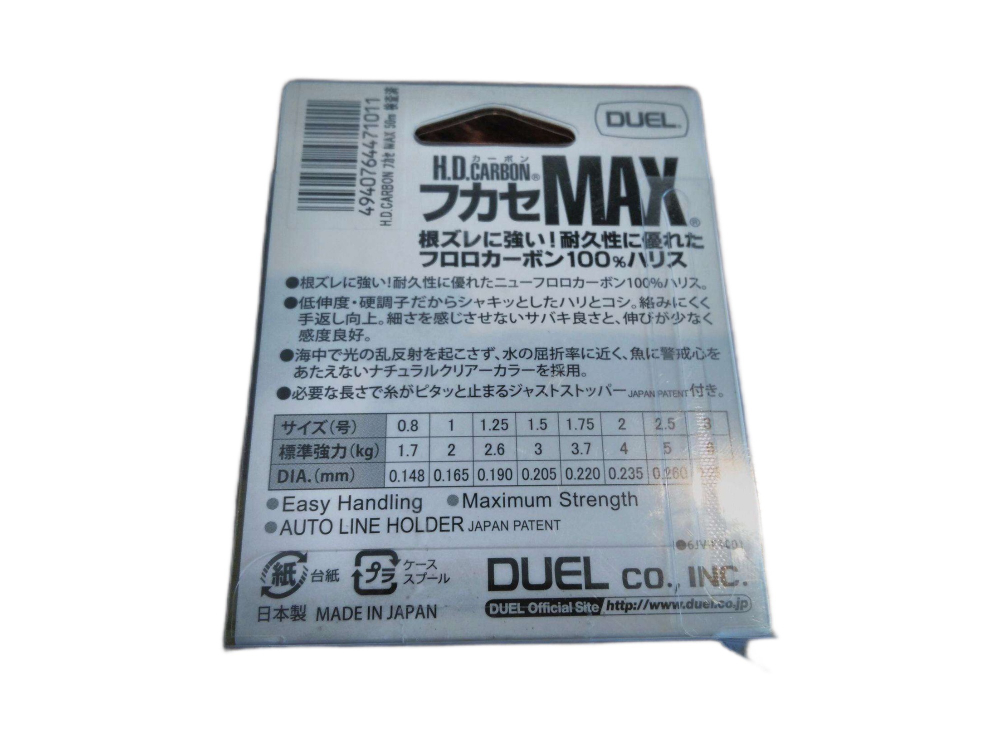 4940764471011
H.D.CARBON フカセ MAX 50m 検査済
DUEL®
カーボン
H.D.CARBON®
フカセMAX®
根ズレに強い!耐久性に優れた
フロロカーボン100%ハリス
●根ズレに強い!耐久性に優れたニューフロロカーボン100%ハリス。
●低伸度・硬調子だからシャキッとしたハリとコシ。絡みにくく
手返し向上。細さを感じさせないサバキ良さと、伸びが少なく
感度良好。
●海中で光の乱反射を起こさず、水の屈折率に近く、魚に警戒心を
あたえないナチュラルクリアーカラーを採用。
●必要な長さで糸がピタッと止まるジャストストッパーJAPAN PATENT付き。
サイズ(号) 0.8 1 1.25 1.5 1.75 2 2.5 3
標準強力(kg) 1.7 2 2.6 3 3.7 4 5
DIA.(mm) 0.148 0.165 0.190 0.205 0.220 0.235 0.260
●Easy Handling ●Maximum Strength
●AUTO LINE HOLDER JAPAN PATENT
紙 台紙 プラ ケース
スプール
DUEL CO., INC.
日本製 MADE IN JAPAN
DUEL Official Site http://www.duel.co.jp